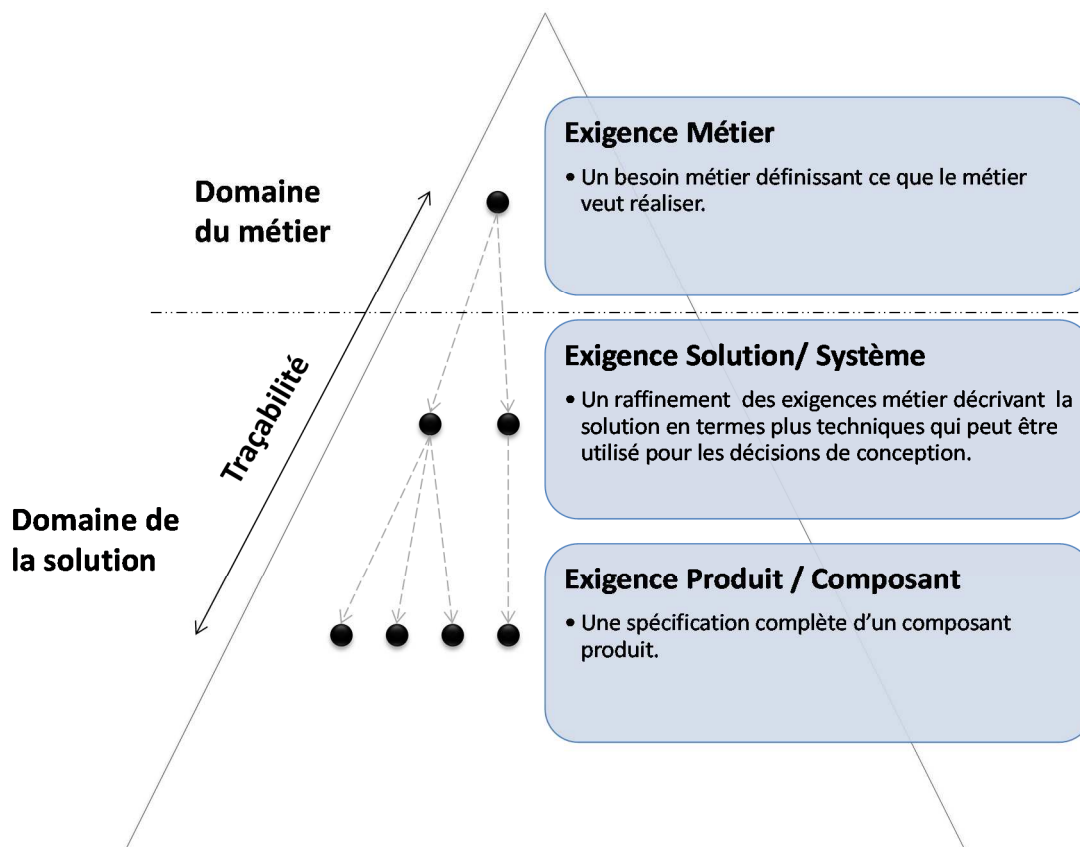 Domaine
du métier
Traçabilité
Domaine de
la solution
Exigence Métier
• Un besoin métier définissant ce que le métier
veut réaliser.
Exigence Solution/ Système
• Un raffinement des exigences métier décrivant la
solution en termes plus techniques qui peut être
utilisé pour les décisions de conception.
Exigence Produit / Composant
• Une spécification complète d’un composant
produit.